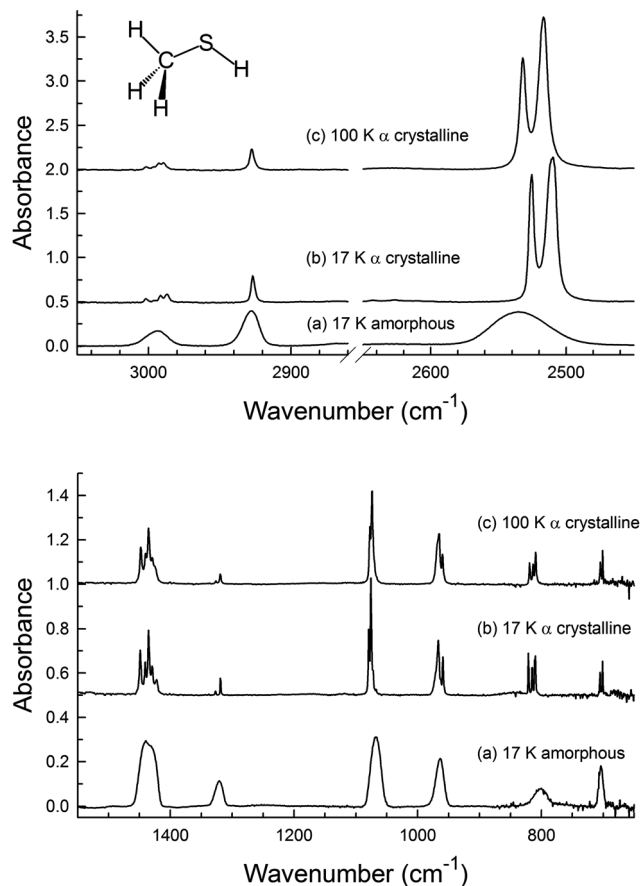 3.5
3.0
2.5
2.0
1.5
1.0
0.5
0.0
Absorbance
H
C
S
H
H
H
(c) 100 K α crystalline
(b) 17 K α crystalline
(a) 17 K amorphous
3000
2900
2600
2500
Wavenumber (cm-1)
1.4
1.2
1.0
0.8
0.6
0.4
0.2
0.0
Absorbance
(c) 100 K α crystalline
(b) 17 K α crystalline
(a) 17 K amorphous
1400
1200
1000
800
Wavenumber (cm-1)